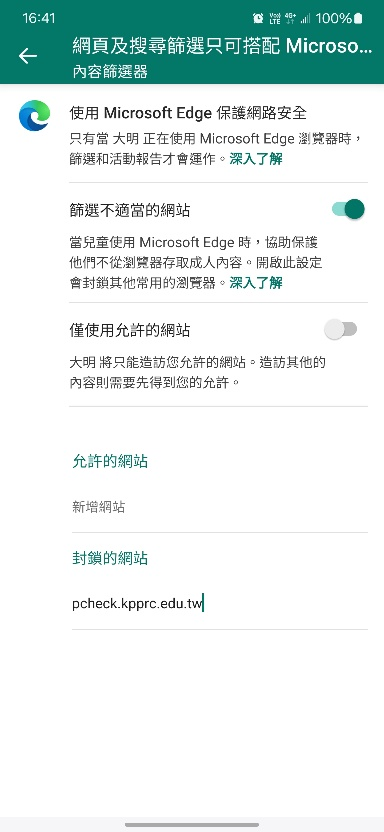 16:41
VoI) LTE 4G+ 100%
網頁及搜尋篩選只可搭配 Microso...
內容篩選器
使用 Microsoft Edge 保護網路安全
只有當 大明 正在使用 Microsoft Edge 瀏覽器時，
篩選和活動報告才會運作。深入了解
篩選不適當的網站
當兒童使用 Microsoft Edge 時，協助保護
他們不從瀏覽器存取成人內容。開啟此設定
會封鎖其他常用的瀏覽器。深入了解
僅使用允許的網站
大明 將只能造訪您允許的網站。造訪其他的
內容則需要先得到您的允許。
允許的網站
新增網站
封鎖的網站
pcheck.kpprc.edu.tw